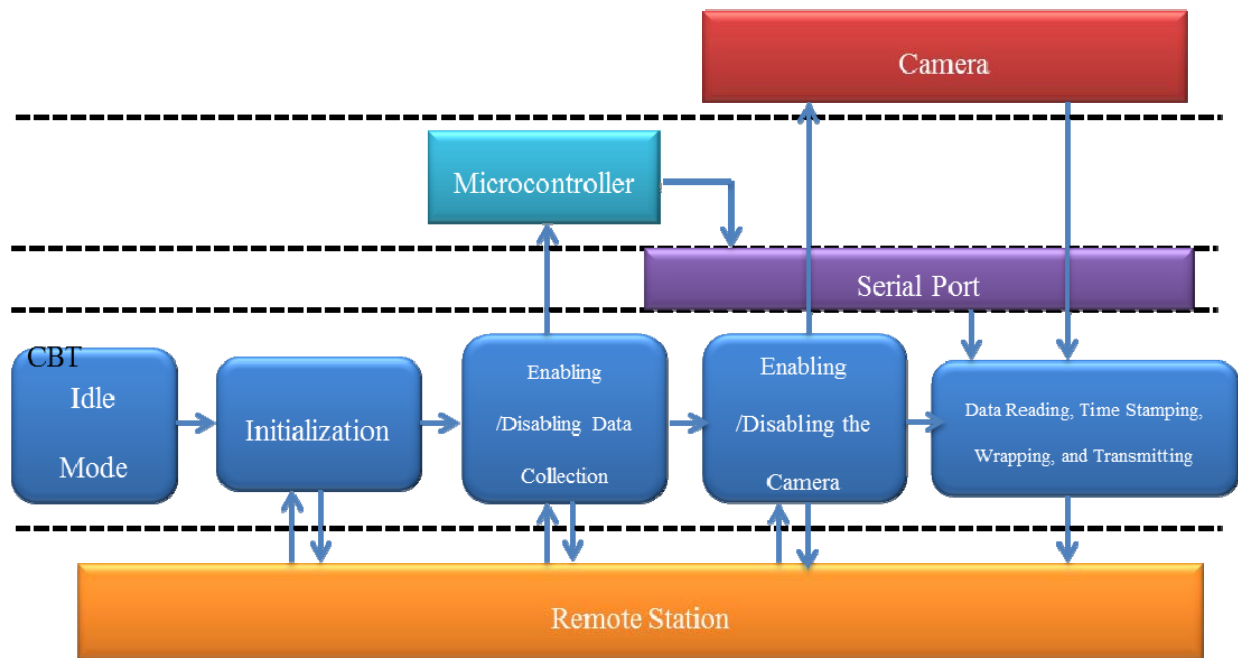 Camera
Microcontroller
Serial Port
CBT
Idle
Mode
Initialization
Enabling
/Disabling Data
Collection
Enabling
/Disabling the
Camera
Data Reading, Time Stamping,
Wrapping, and Transmitting
Remote Station